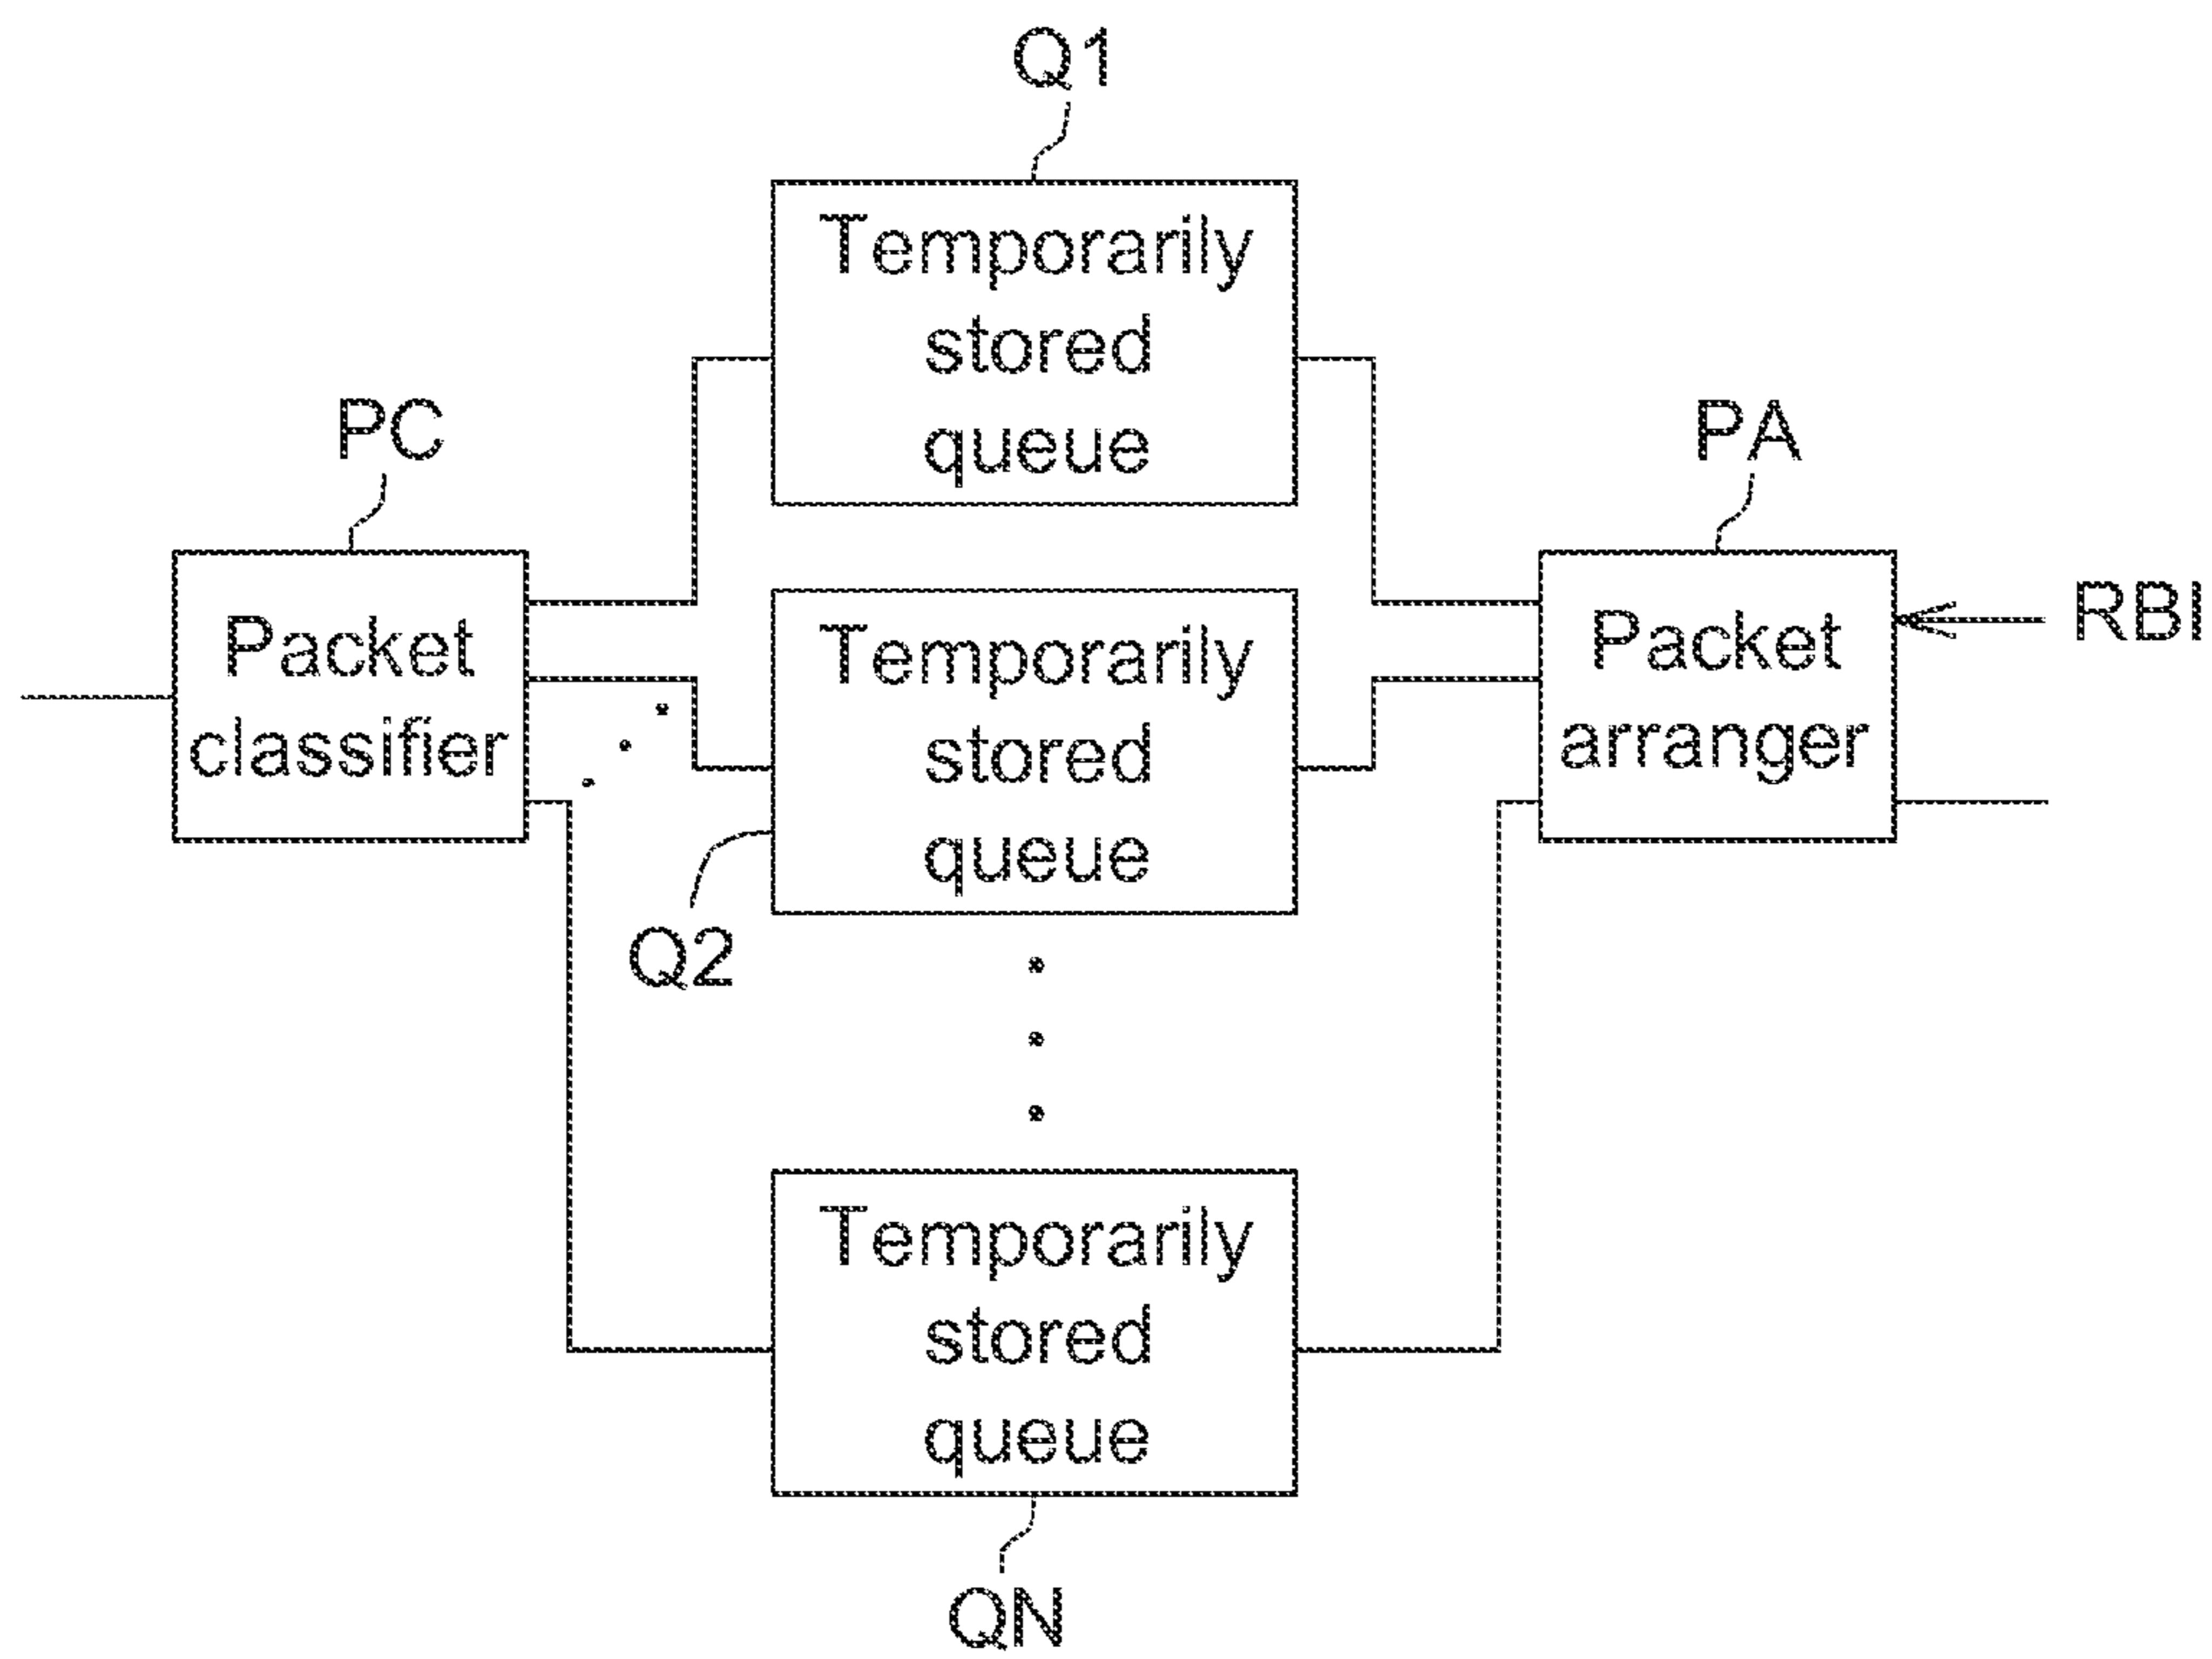 Q1
Temporarily
stored
queue
PC
PA
Packet
classifier
Temporarily
stored
queue
Packet
arranger
RBI
Q2
Temporarily
stored
queue
QN